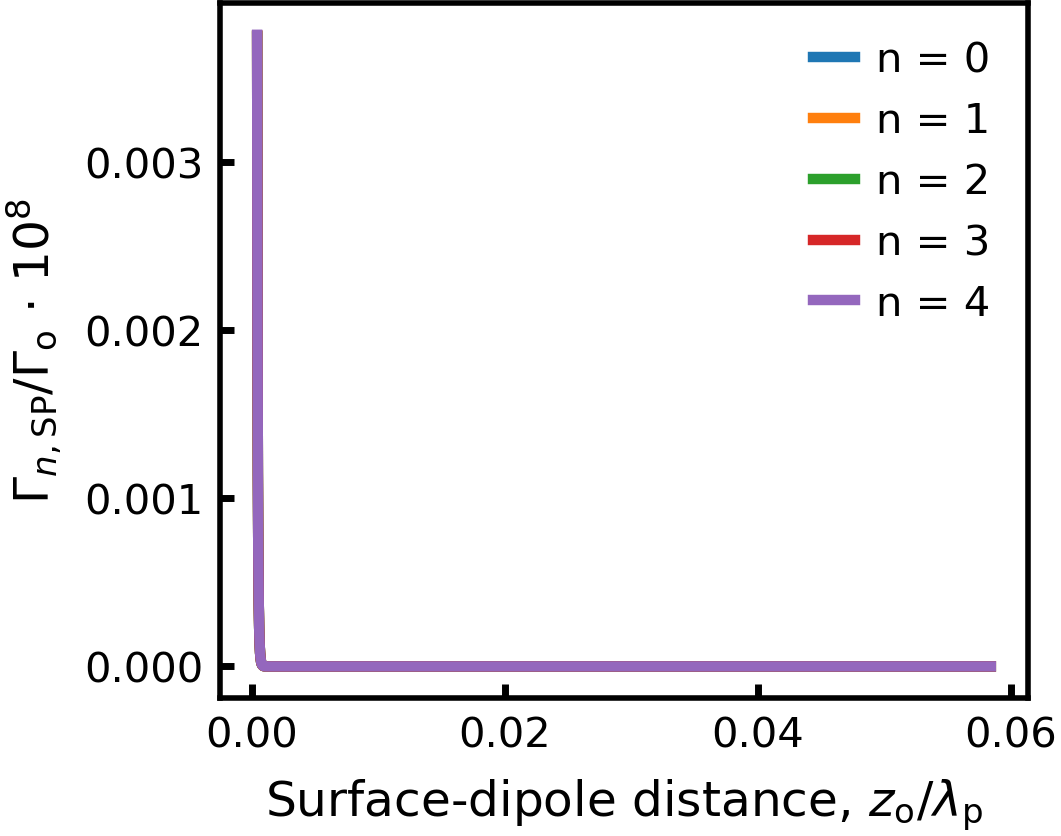 n = 0
n = 1
n = 2
n = 3
n = 4
0.003
0.002
0.001
0.000
Γn,SP/Γo · 10⁸
0.00 0.02 0.04 0.06
Surface-dipole distance, zo/λp